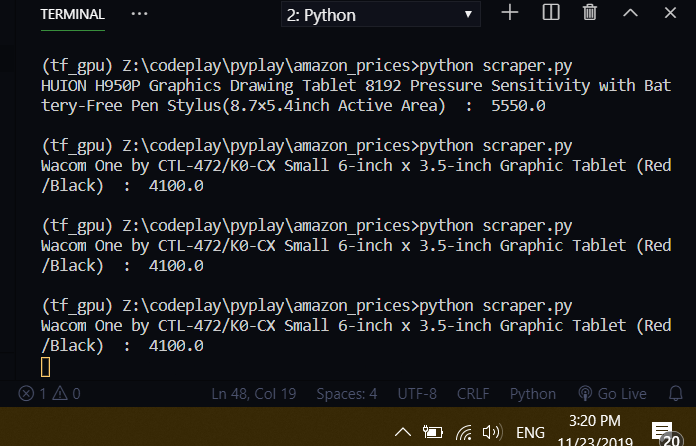 TERMINAL ... 2: Python
(tf_gpu) Z:\codeplay\pyplay\amazon_prices>python scraper.py
HUION H950P Graphics Drawing Tablet 8192 Pressure Sensitivity with Bat
tery-Free Pen Stylus(8.7×5.4inch Active Area)  :  5550.0
(tf_gpu) Z:\codeplay\pyplay\amazon_prices>python scraper.py
Wacom One by CTL-472/K0-CX Small 6-inch x 3.5-inch Graphic Tablet (Red
/Black)  :  4100.0
(tf_gpu) Z:\codeplay\pyplay\amazon_prices>python scraper.py
Wacom One by CTL-472/K0-CX Small 6-inch x 3.5-inch Graphic Tablet (Red
/Black)  :  4100.0
(tf_gpu) Z:\codeplay\pyplay\amazon_prices>python scraper.py
Wacom One by CTL-472/K0-CX Small 6-inch x 3.5-inch Graphic Tablet (Red
/Black)  :  4100.0
1 0 Ln 48, Col 19 Spaces: 4 UTF-8 CRLF Python Go Live
ENG 3:20 PM
11/23/2019 20